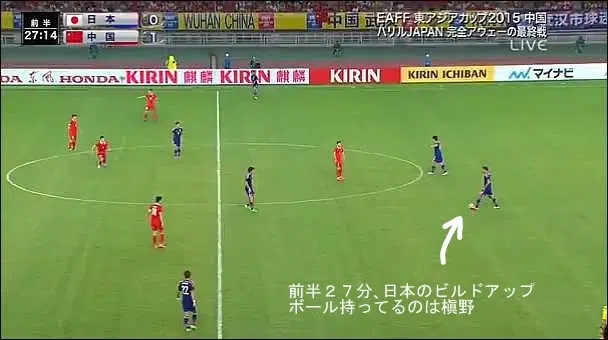 前半
27:14
日本 0
中国 1
WUHAN CHINA
EAFF 東アジアカップ2015 中国
ハリルJAPAN 完全アウェーの最終戦
LIVE
东风 HONDA
KIRIN 麒麟 KIRIN 麒麟 KIRIN
KIRIN ICHIBAN
マイナビ
22
前半27分、日本のビルドアップ
ボール持ってるのは槙野